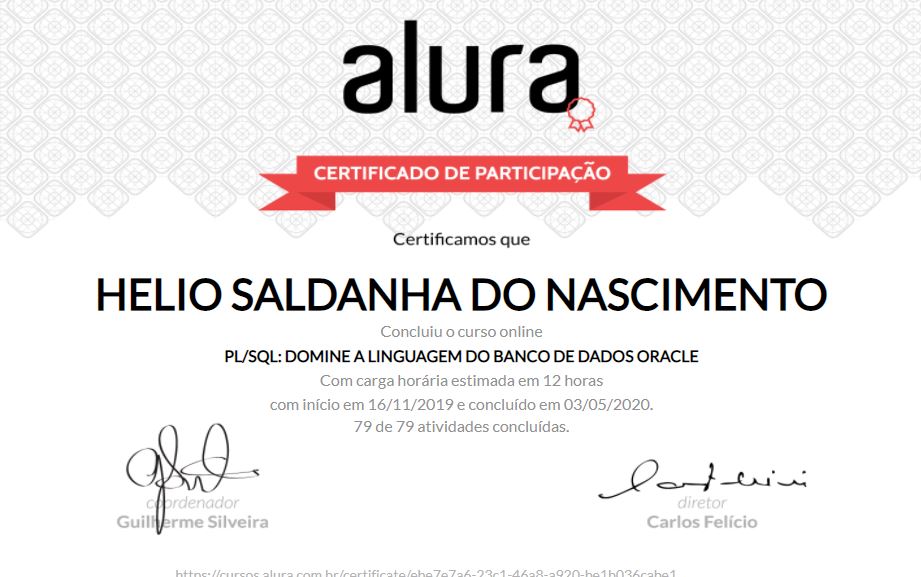 alura
CERTIFICADO DE PARTICIPAÇÃO
Certificamos que
HELIO SALDANHA DO NASCIMENTO
Concluiu o curso online
PL/SQL: DOMINE A LINGUAGEM DO BANCO DE DADOS ORACLE
Com carga horária estimada em 12 horas
com início em 16/11/2019 e concluído em 03/05/2020.
79 de 79 atividades concluídas.
coordenador
Guilherme Silveira
diretor
Carlos Felício
https://cursos.alura.com.br/certificate/ebe7e7a6-23c1-46a8-a920-be1b036cabe1